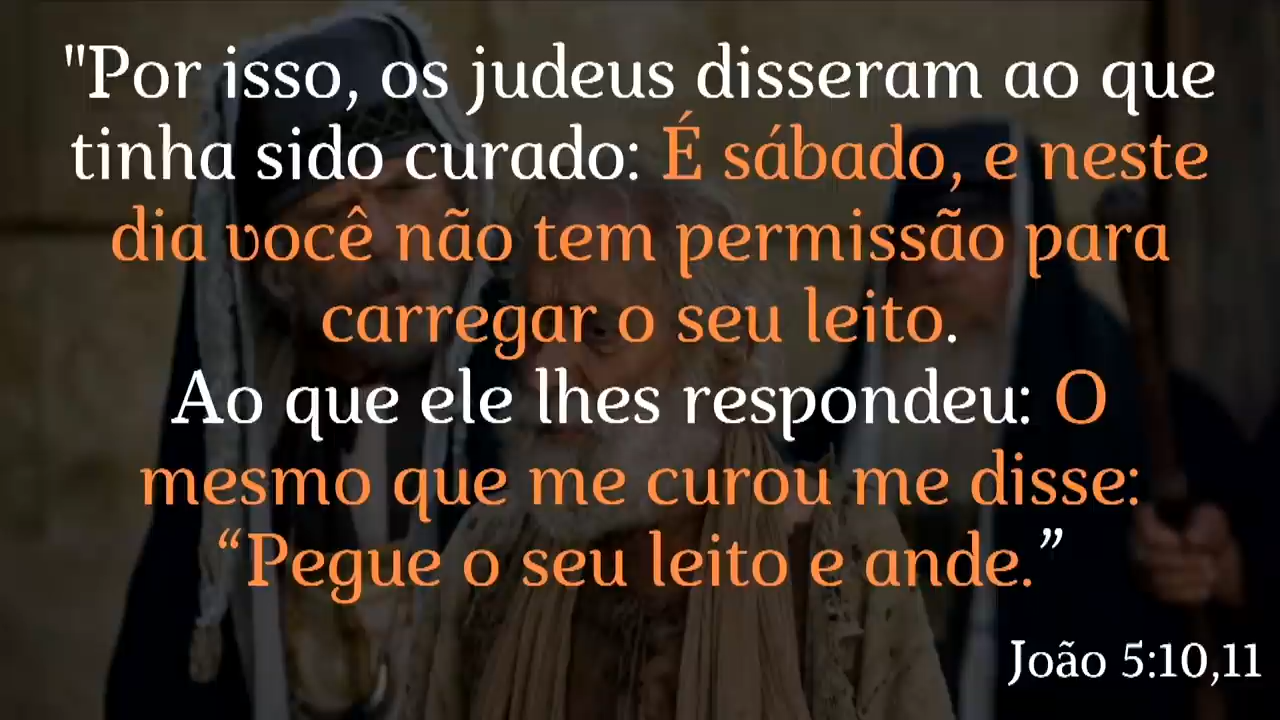 "Por isso, os judeus disseram ao que
tinha sido curado: É sábado, e neste
dia você não tem permissão para
carregar o seu leito.
Ao que ele lhes respondeu: O
mesmo que me curou me disse:
“Pegue o seu leito e ande.”
João 5:10,11